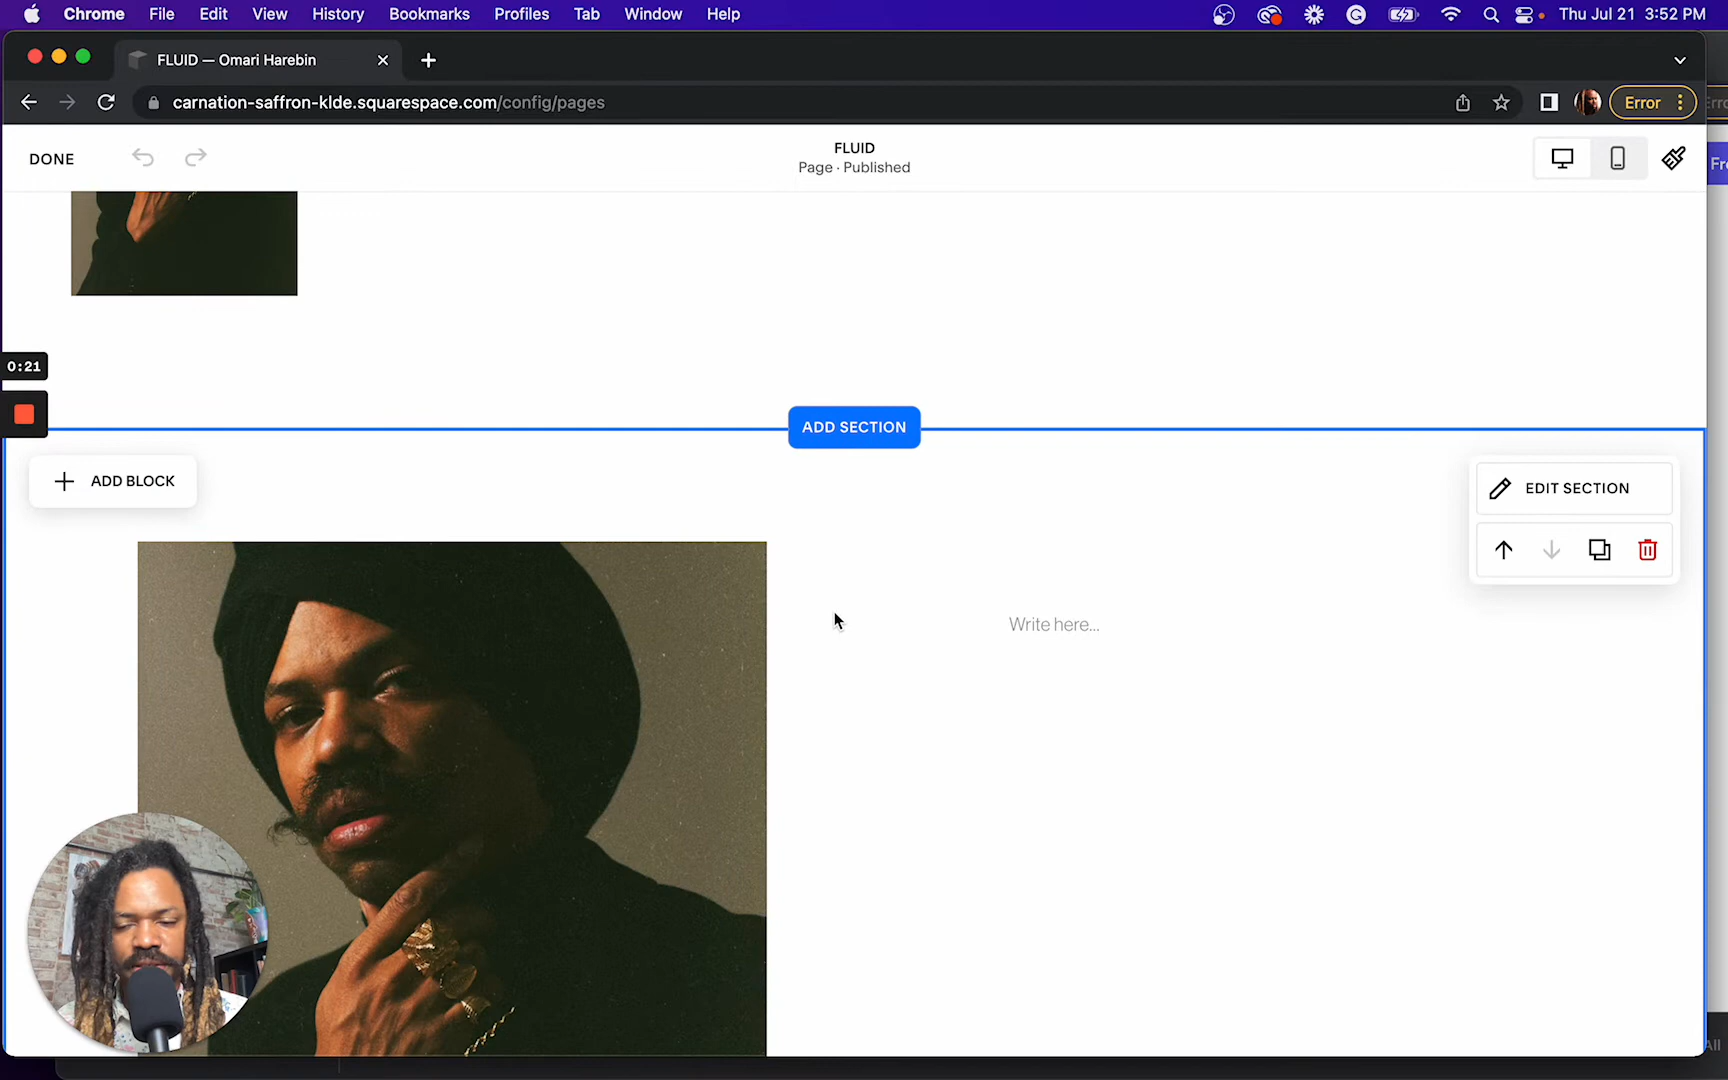 Chrome File Edit View History Bookmarks Profiles Tab Window Help Thu Jul 21 3:52 PM
FLUID — Omari Harebin
carnation-saffron-klde.squarespace.com/config/pages
Error
DONE
FLUID
Page · Published
0:21
ADD SECTION
ADD BLOCK
EDIT SECTION
Write here...